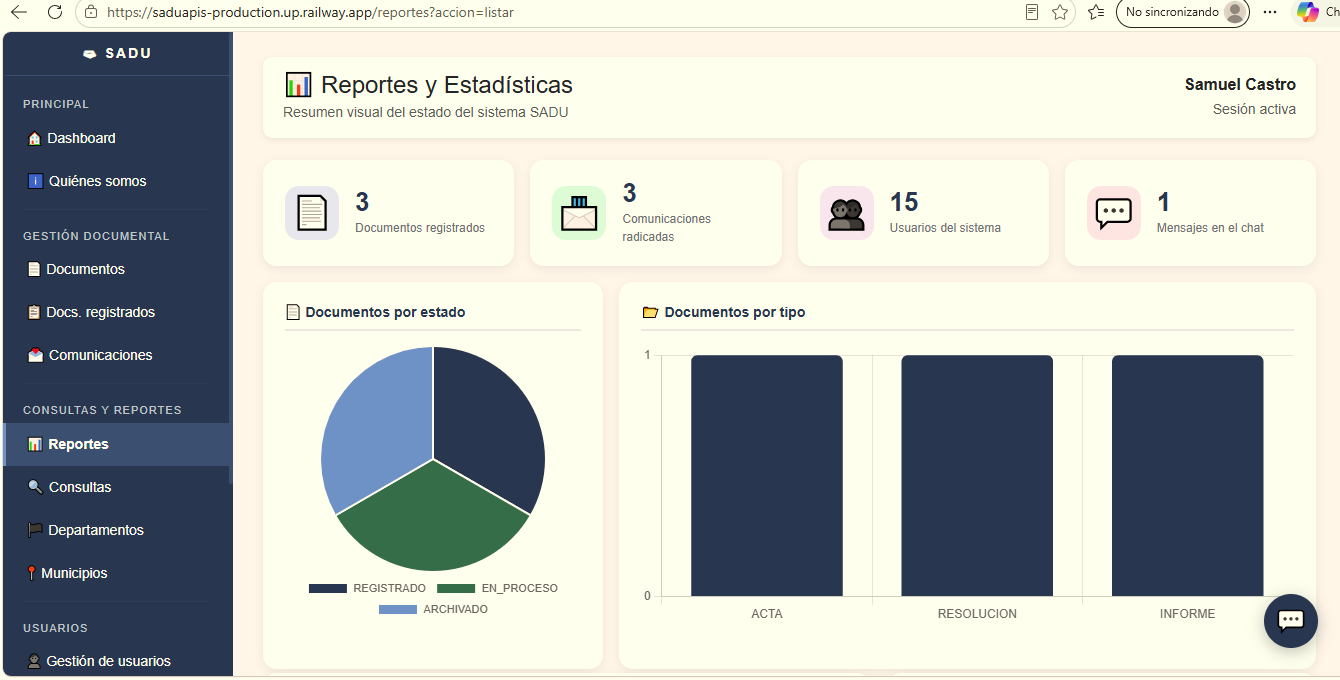 https://saduapis-production.up.railway.app/reportes?accion=listar
No sincronizando
Ch
SADU
PRINCIPAL
Dashboard
Quiénes somos
GESTIÓN DOCUMENTAL
Documentos
Docs. registrados
Comunicaciones
CONSULTAS Y REPORTES
Reportes
Consultas
Departamentos
Municipios
USUARIOS
Gestión de usuarios
Reportes y Estadísticas
Resumen visual del estado del sistema SADU
Samuel Castro
Sesión activa
3
Documentos registrados
3
Comunicaciones
radicadas
15
Usuarios del sistema
1
Mensajes en el chat
Documentos por estado
REGISTRADO
EN_PROCESO
ARCHIVADO
Documentos por tipo
1
0
ACTA
RESOLUCION
INFORME